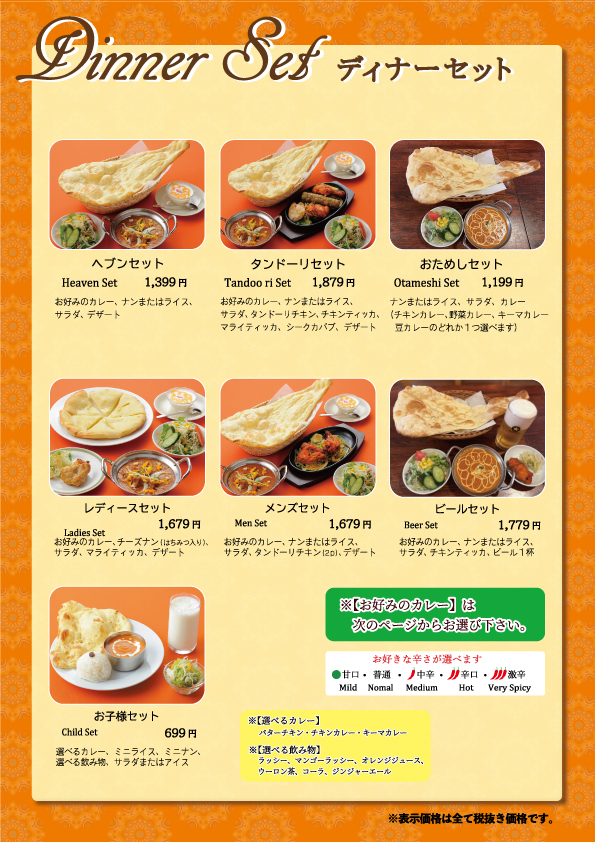 Dinner Set ディナーセット
ヘブンセット
Heaven Set 1,399円
お好みのカレー、ナンまたはライス、
サラダ、デザート
タンドーリセット
Tandoo ri Set 1,879円
お好みのカレー、ナンまたはライス、
サラダ、タンドーリチキン、チキンティッカ、
マライティッカ、シークカバブ、デザート
おためしセット
Otameshi Set 1,199円
ナンまたはライス、サラダ、カレー
(チキンカレー、野菜カレー、キーマカレー
豆カレーのどれか1つ選べます)
レディースセット
1,679円
Ladies Set
お好みのカレー、チーズナン(はちみつ入り)、
サラダ、マライティッカ、デザート
メンズセット
Men Set 1,679円
お好みのカレー、ナンまたはライス、
サラダ、タンドーリチキン(2p)、デザート
ビールセット
Beer Set 1,779円
お好みのカレー、ナンまたはライス、
サラダ、チキンティッカ、ビール1杯
お子様セット
Child Set 699円
選べるカレー、ミニライス、ミニナン、
選べる飲み物、サラダまたはアイス
※【お好みのカレー】は
次のページからお選び下さい。
お好きな辛さが選べます
●甘口・普通・中辛・辛口・激辛
Mild Nomal Medium Hot Very Spicy
※【選べるカレー】
バターチキン・チキンカレー・キーマカレー
※【選べる飲み物】
ラッシー、マンゴーラッシー、オレンジジュース、
ウーロン茶、コーラ、ジンジャーエール
※表示価格は全て税抜き価格です。